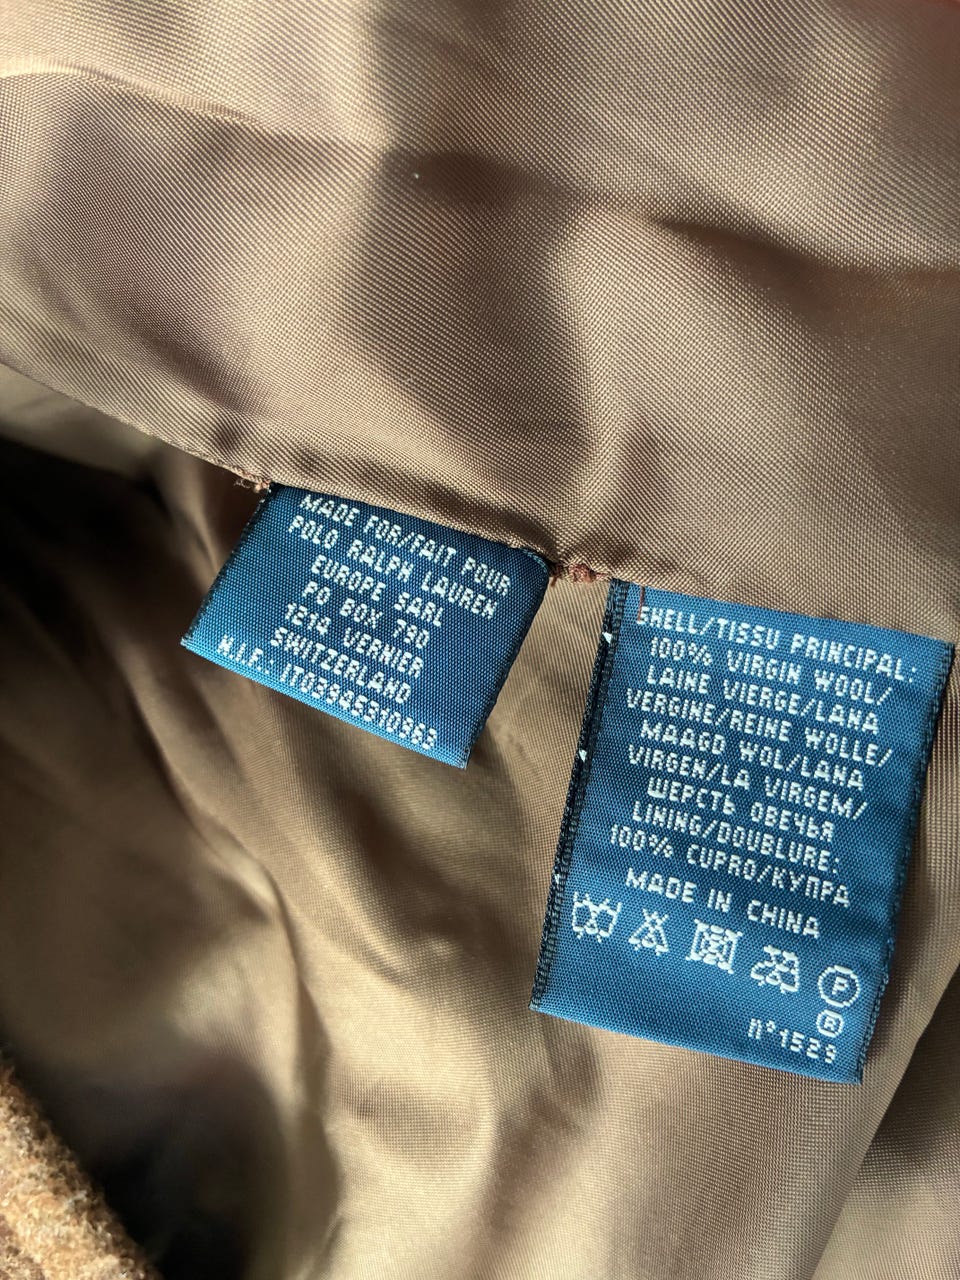 MADE FOR/FAIT POUR
POLO RALPH LAUREN
EUROPE SARL
PO BOX 790
1214 VERNIER
SWITZERLAND
N.I.F.:
SHELL/TISSU PRINCIPAL:
100% VIRGIN WOOL/
LAINE VIERGE/LANA
VERGINE/REINE WOLLE/
MAAGD WOL/LANA
VIRGEN/LA VIRGEM/
ШЕРСТЬ ОВЕЧЬЯ
LINING/DOUBLURE:
100% CUPRO/КУПРА
MADE IN CHINA
P
R
n°1529